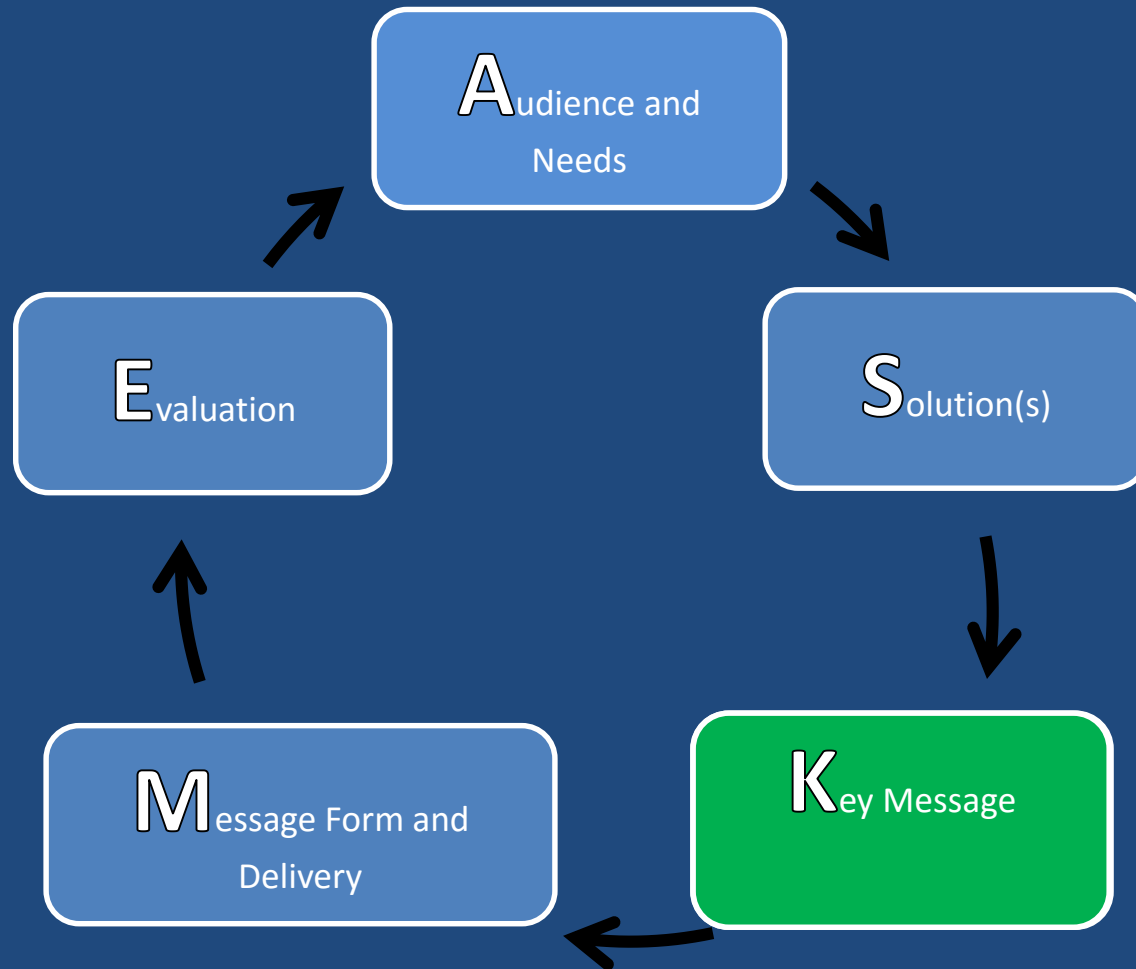 Audience and
Needs
Solution(s)
Key Message
Message Form and
Delivery
Evaluation